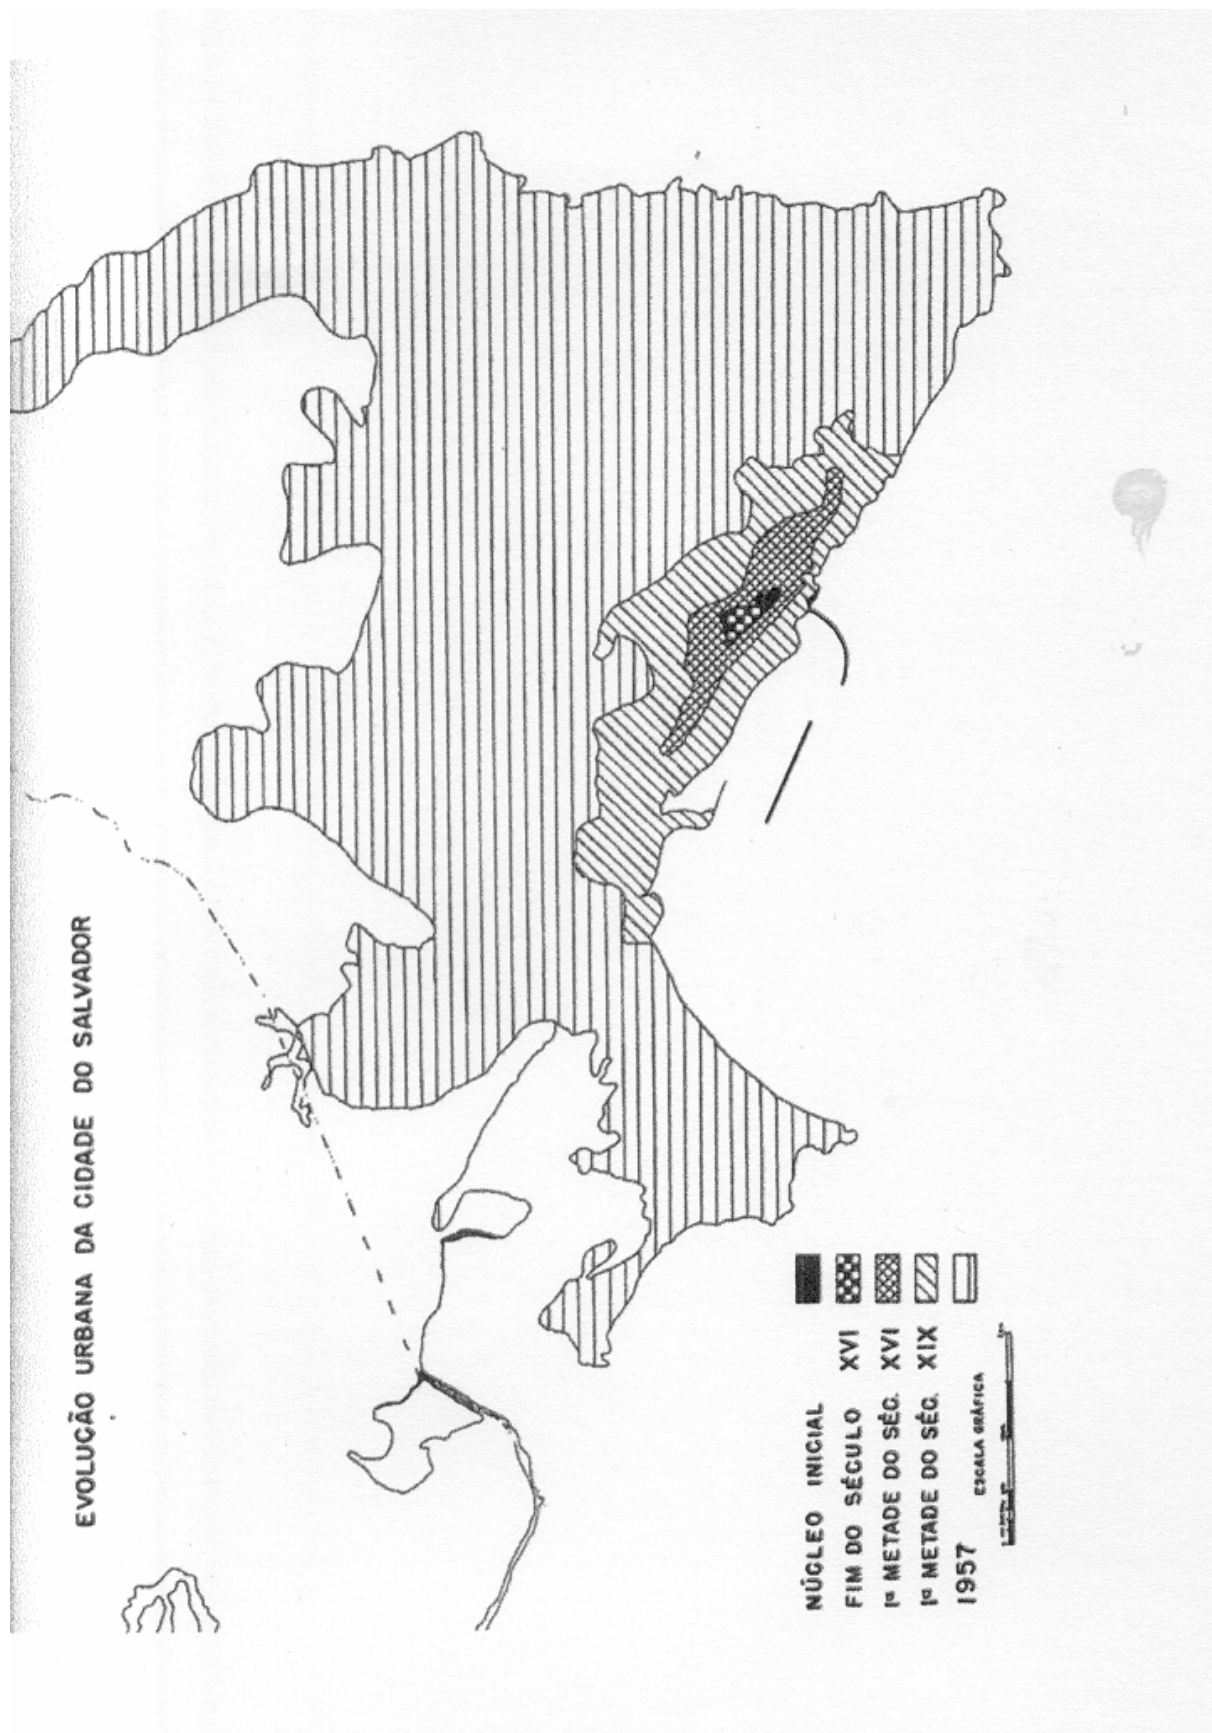 EVOLUÇÃO URBANA DA CIDADE DO SALVADOR
NÚCLEO INICIAL
FIM DO SÉCULO XVI
1ª METADE DO SÉC. XVI
1ª METADE DO SÉC. XIX
1957
ESCALA GRÁFICA